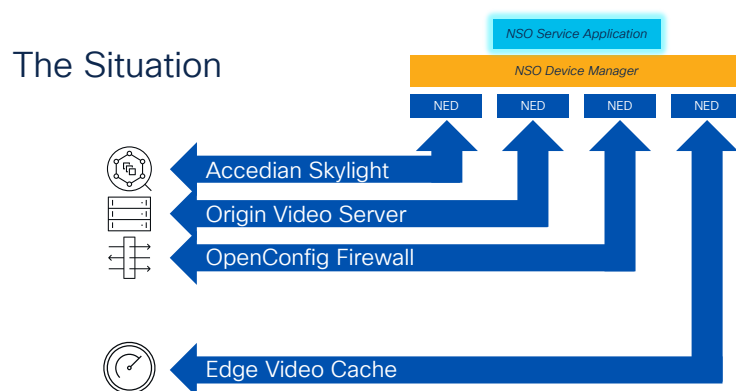 NSO Service Application
The Situation
NSO Device Manager
NED NED NED NED
Accedian Skylight
Origin Video Server
OpenConfig Firewall
Edge Video Cache